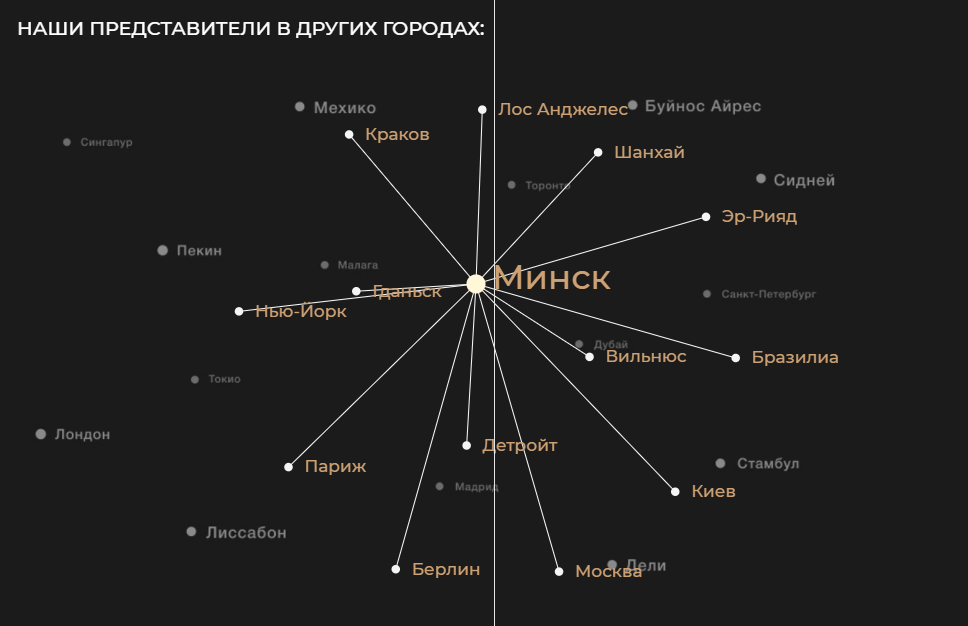 НАШИ ПРЕДСТАВИТЕЛИ В ДРУГИХ ГОРОДАХ:
Мехико
Лос Анджелес
Буйнос Айрес
Краков
Сингапур
Шанхай
Торонто
Сидней
Эр-Рияд
Пекин
Малага
Минск
Гданьск
Санкт-Петербург
Нью-Йорк
Дубай
Вильнюс
Бразилиа
Токио
Лондон
Детройт
Париж
Стамбул
Мадрид
Киев
Лиссабон
Дели
Берлин
Москва